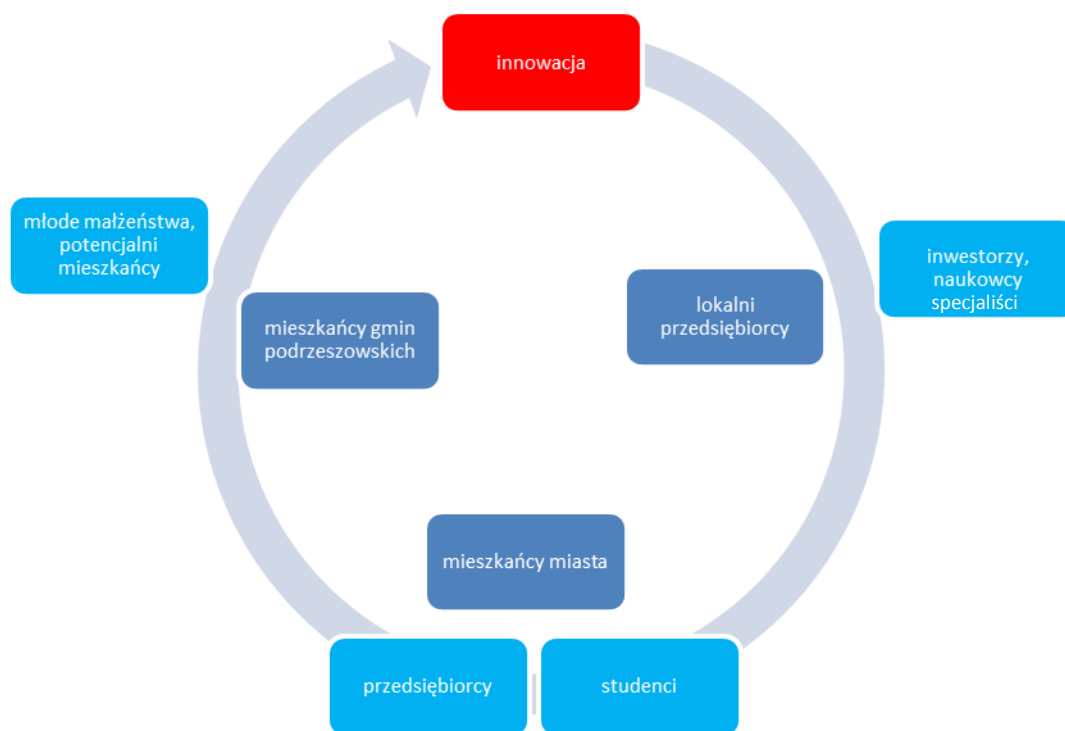 innowacja
młode małżeństwa,
potencjalni
mieszkańcy
inwestorzy,
naukowcy
specjaliści
mieszkańcy gmin
podrzeszowskich
lokalni
przedsiębiorcy
mieszkańcy miasta
przedsiębiorcy
studenci